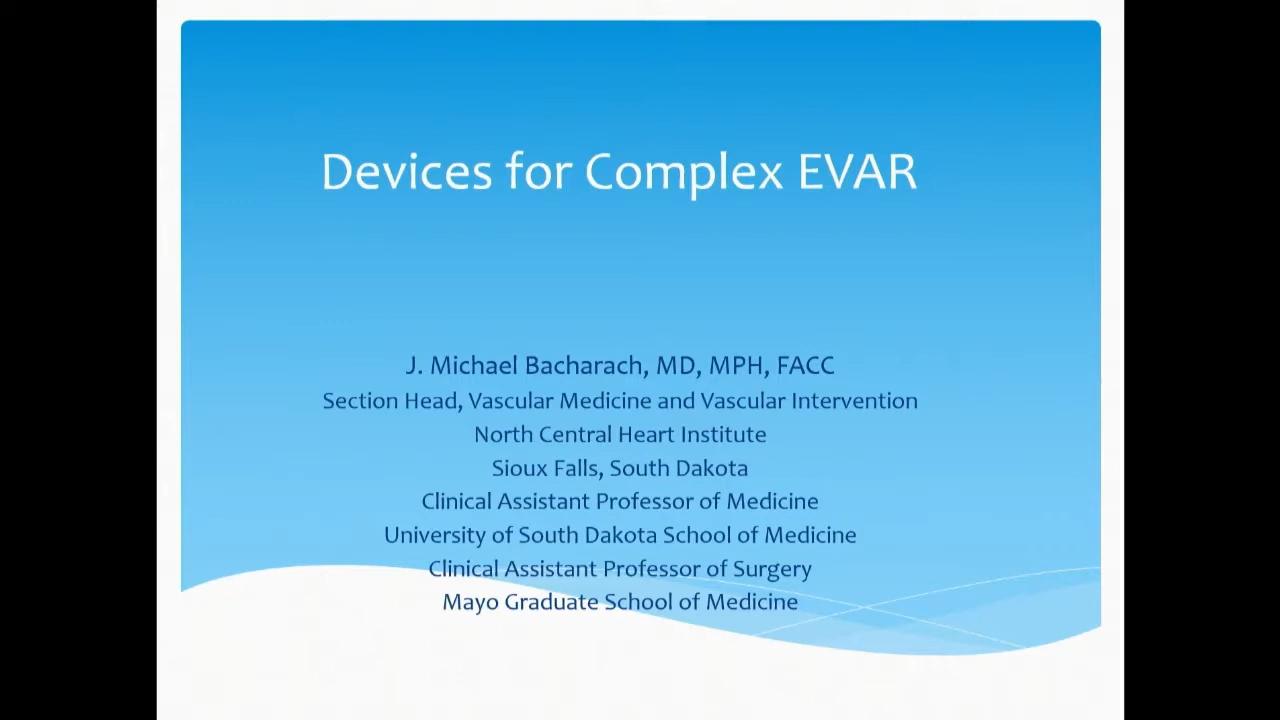 Devices for Complex EVAR
J. Michael Bacharach, MD, MPH, FACC
Section Head, Vascular Medicine and Vascular Intervention
North Central Heart Institute
Sioux Falls, South Dakota
Clinical Assistant Professor of Medicine
University of South Dakota School of Medicine
Clinical Assistant Professor of Surgery
Mayo Graduate School of Medicine